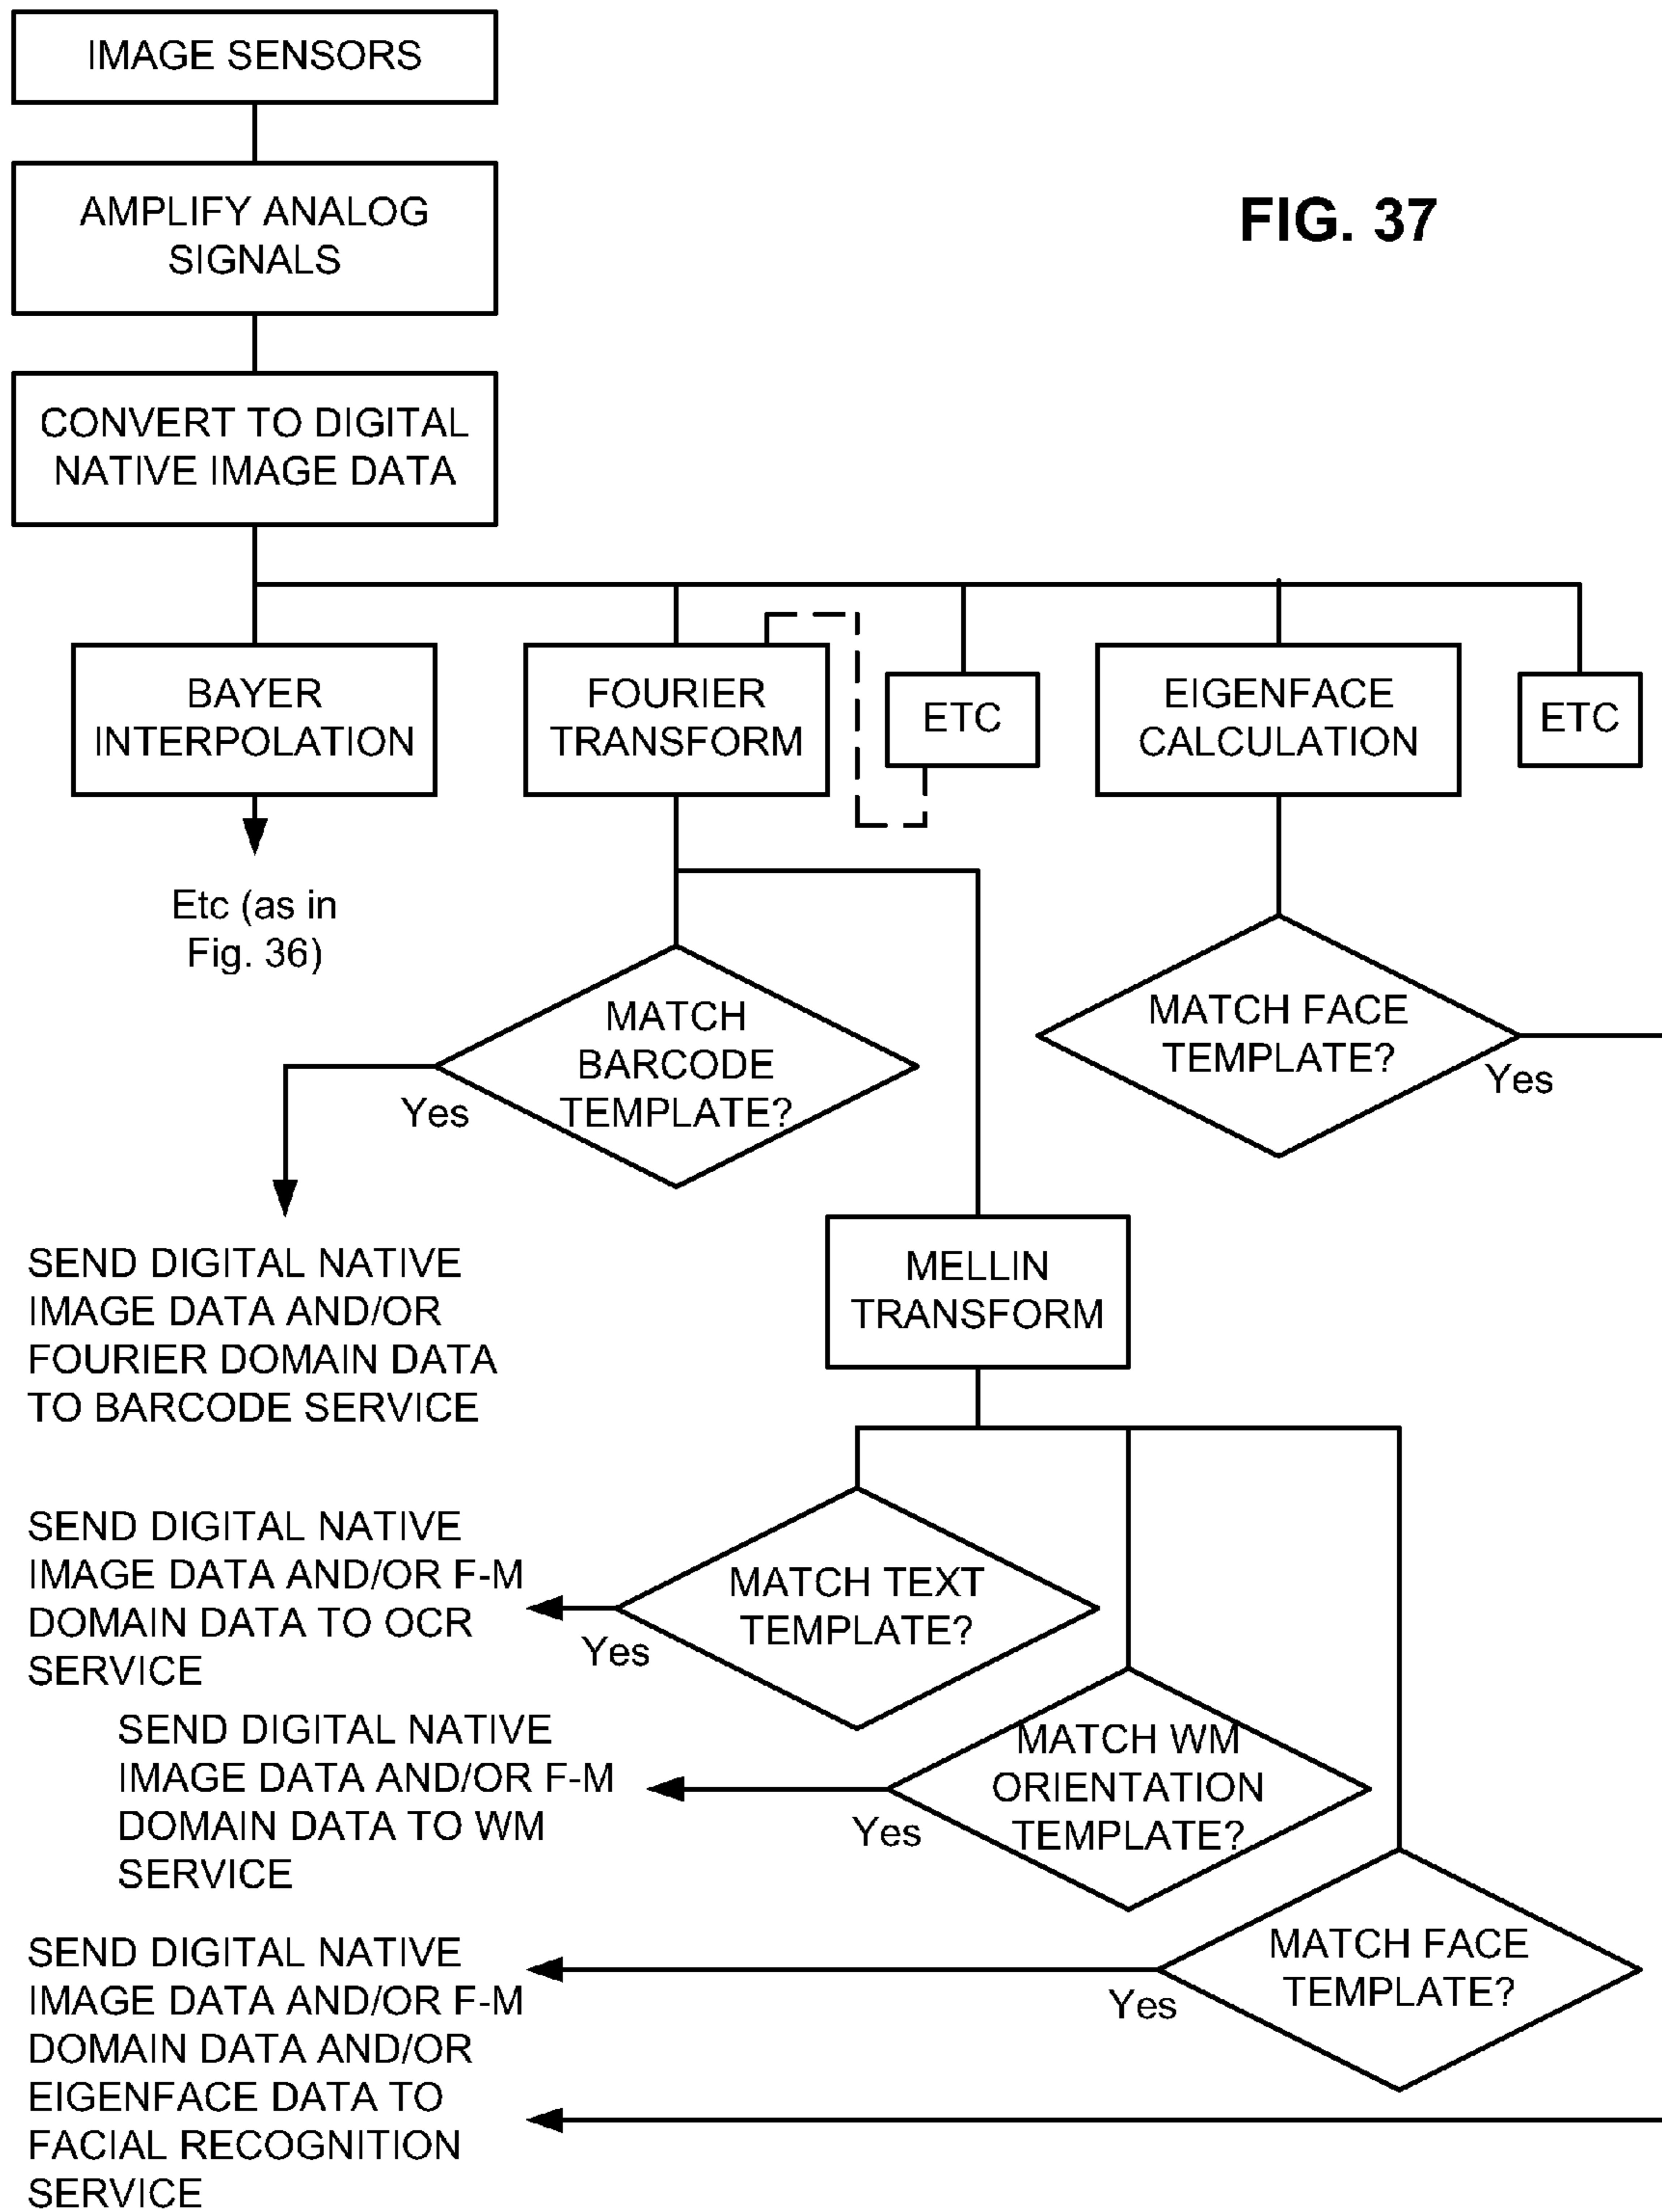 IMAGE SENSORS
AMPLIFY ANALOG
SIGNALS
FIG. 37
CONVERT TO DIGITAL
NATIVE IMAGE DATA
BAYER
INTERPOLATION
FOURIER
TRANSFORM
ETC
EIGENFACE
CALCULATION
ETC
Etc (as in
Fig. 36)
MATCH
BARCODE
TEMPLATE?
Yes
MATCH FACE
TEMPLATE?
Yes
SEND DIGITAL NATIVE
IMAGE DATA AND/OR
FOURIER DOMAIN DATA
TO BARCODE SERVICE
MELLIN
TRANSFORM
SEND DIGITAL NATIVE
IMAGE DATA AND/OR F-M
DOMAIN DATA TO OCR
SERVICE
MATCH TEXT
TEMPLATE?
Yes
SEND DIGITAL NATIVE
IMAGE DATA AND/OR F-M
DOMAIN DATA TO WM
SERVICE
MATCH WM
ORIENTATION
TEMPLATE?
Yes
SEND DIGITAL NATIVE
IMAGE DATA AND/OR F-M
DOMAIN DATA AND/OR
EIGENFACE DATA TO
FACIAL RECOGNITION
SERVICE
MATCH FACE
TEMPLATE?
Yes